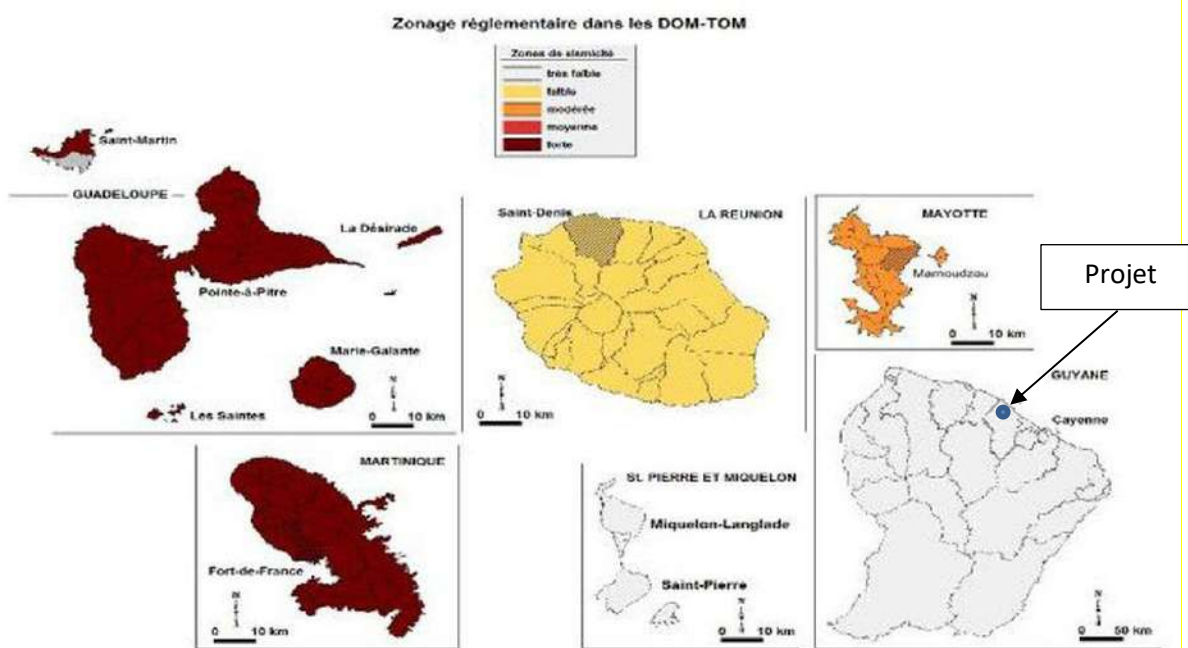 Zonage réglementaire dans les DOM-TOM
Zones de sismicité
très faible
faible
modérée
moyenne
forte
Saint-Martin
GUADELOUPE
La Désirade
Pointe-à-Pitre
Marie-Galante
Les Saintes
N
0 10 km
Saint-Denis
LA REUNION
N
0 10 km
MAYOTTE
Mamoudzou
N
0 10 km
Projet
GUYANE
Cayenne
N
0 50 km
MARTINIQUE
Fort-de-France
N
0 10 km
St. PIERRE ET MIQUELON
Miquelon-Langlade
Saint-Pierre
N
0 10 km